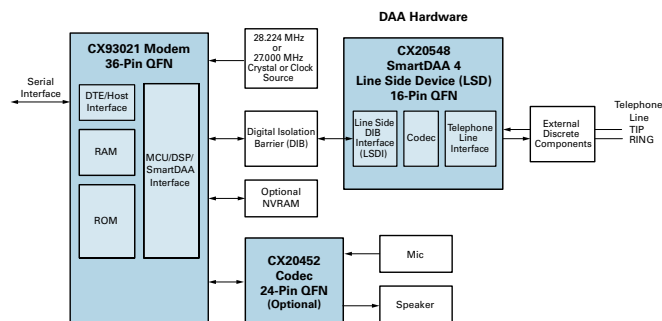 DAA Hardware
CX93021 Modem
36-Pin QFN
Serial
Interface
DTE/Host
Interface
RAM
ROM
MCU/DSP/
SmartDAA
Interface
28.224 MHz
or
27.000 MHz
Crystal or Clock
Source
Digital Isolation
Barrier (DIB)
Optional
NVRAM
CX20548
SmartDAA 4
Line Side Device (LSD)
16-Pin QFN
Line Side
DIB
Interface
(LSDI)
Codec
Telephone
Line
Interface
External
Discrete
Components
Telephone
Line
TIP
RING
CX20452
Codec
24-Pin QFN
(Optional)
Mic
Speaker